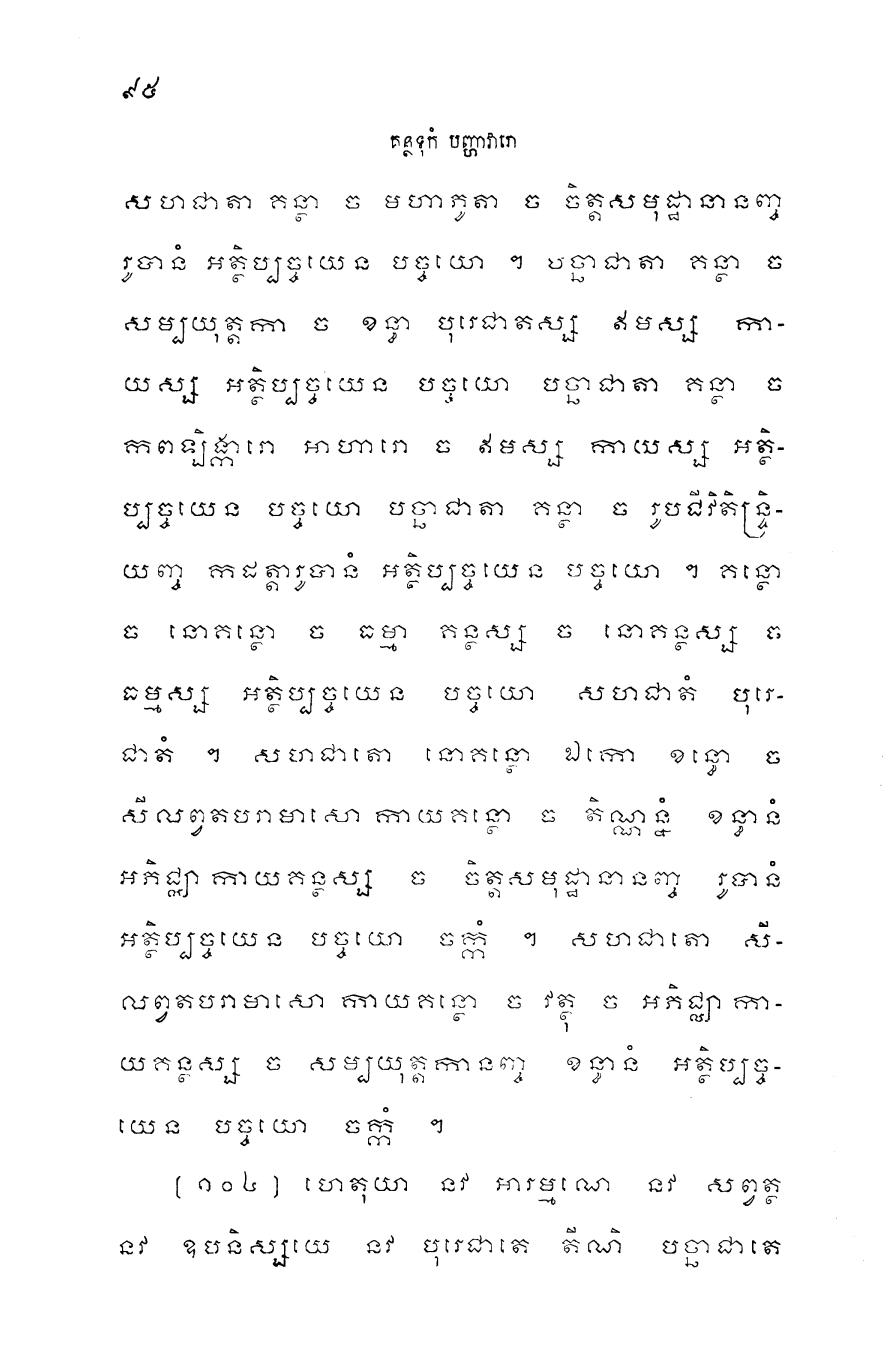 ៩៥
គន្ថទុកំ បញ្ហាវារោ
សហជាតា គន្ថា ច មហាភូតា ច ចិត្តសមុដ្ឋានានញ្ច
រូបានំ អត្ថិប្បច្ចយេន បច្ចយោ ។ បច្ឆាជាតា គន្ថា ច
សម្បយុត្តកា ច ខន្ធា បុរេជាតស្ស ឥមស្ស កា-
យស្ស អត្ថិប្បច្ចយេន បច្ចយោ បច្ឆាជាតា គន្ថា ច
កពឡិង្ការោ អាហារោ ច ឥមស្ស កាយស្ស អត្ថិ-
ប្បច្ចយេន បច្ចយោ បច្ឆាជាតា គន្ថា ច រូបជីវិតិន្ទ្រិ-
យញ្ច កដត្តារូបានំ អត្ថិប្បច្ចយេន បច្ចយោ ។ គន្ថោ
ច នោគន្ថោ ច ធម្មា គន្ថស្ស ច នោគន្ថស្ស ច
ធម្មស្ស អត្ថិប្បច្ចយេន បច្ចយោ សហជាតំ បុរេ-
ជាតំ ។ សហជាតោ នោគន្ថោ ឯកោ ខន្ធោ ច
សីលព្វតបរាមាសោ កាយគន្ថោ ច តិណ្ណន្នំ ខន្ធានំ
អភិជ្ឈា កាយគន្ថស្ស ច ចិត្តសមុដ្ឋានានញ្ច រូបានំ
អត្ថិប្បច្ចយេន បច្ចយោ ចក្កំ ។ សហជាតោ សី-
លព្វតបរាមាសោ កាយគន្ថោ ច វត្ថុ ច អភិជ្ឈា កា-
យគន្ថស្ស ច សម្បយុត្តកានញ្ច ខន្ធានំ អត្ថិប្បច្ច-
យេន បច្ចយោ ចក្កំ ។
(១០៤) ហេតុយា នវ អារម្មណេ នវ សព្វត្ថ
នវ ឧបនិស្សយេ នវ បុរេជាតេ តីណិ បច្ឆាជាតេ